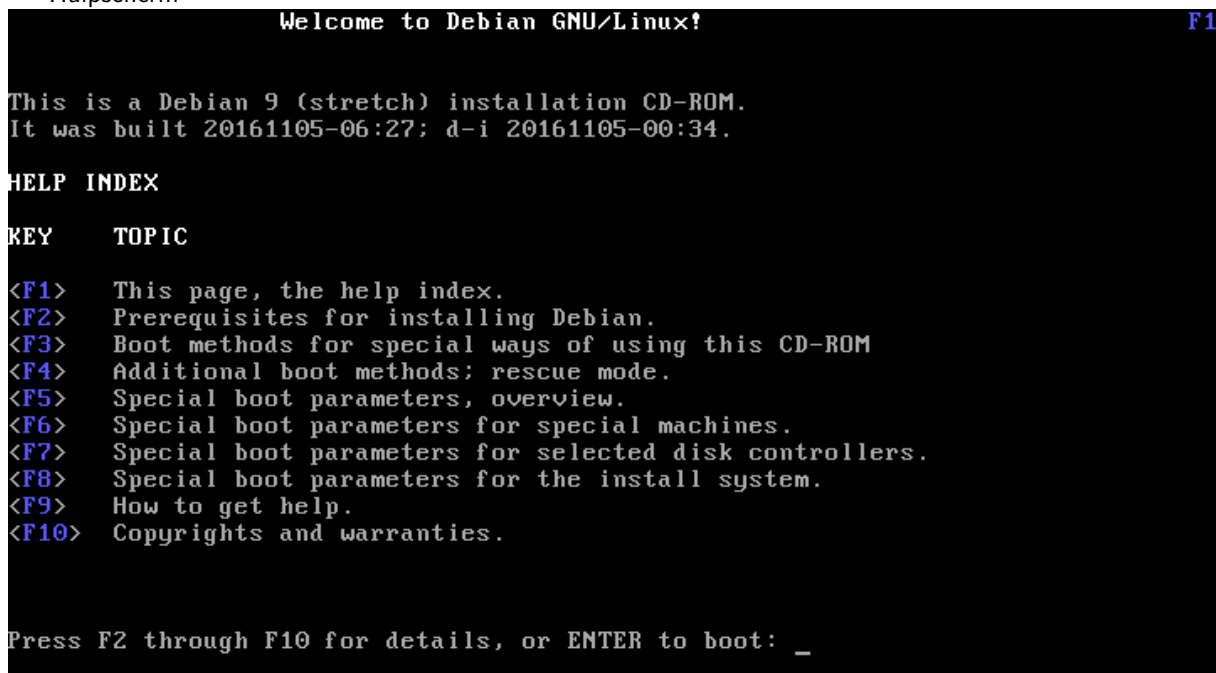 Hulpscherm
Welcome to Debian GNU/Linux! F1
This is a Debian 9 (stretch) installation CD-ROM.
It was built 20161105-06:27; d-i 20161105-00:34.
HELP INDEX
KEY TOPIC
<F1> This page, the help index.
<F2> Prerequisites for installing Debian.
<F3> Boot methods for special ways of using this CD-ROM
<F4> Additional boot methods; rescue mode.
<F5> Special boot parameters, overview.
<F6> Special boot parameters for special machines.
<F7> Special boot parameters for selected disk controllers.
<F8> Special boot parameters for the install system.
<F9> How to get help.
<F10> Copyrights and warranties.
Press F2 through F10 for details, or ENTER to boot: _